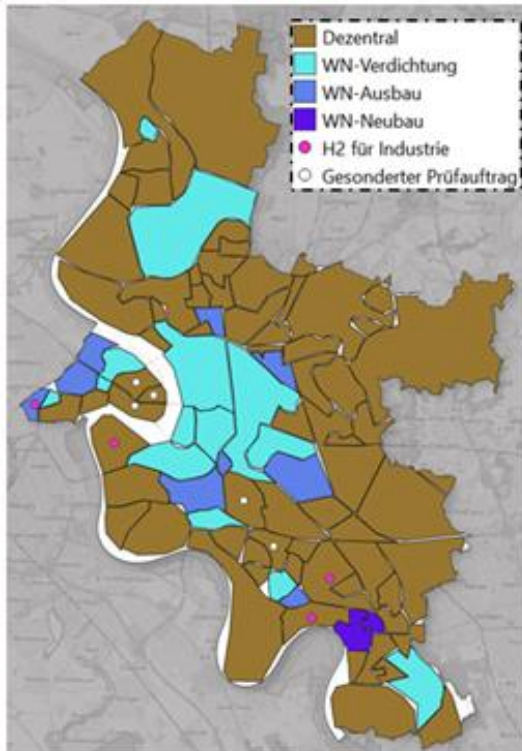 Dezentral
WN-Verdichtung
WN-Ausbau
WN-Neubau
H2 für Industrie
Gesonderter Prüfauftrag